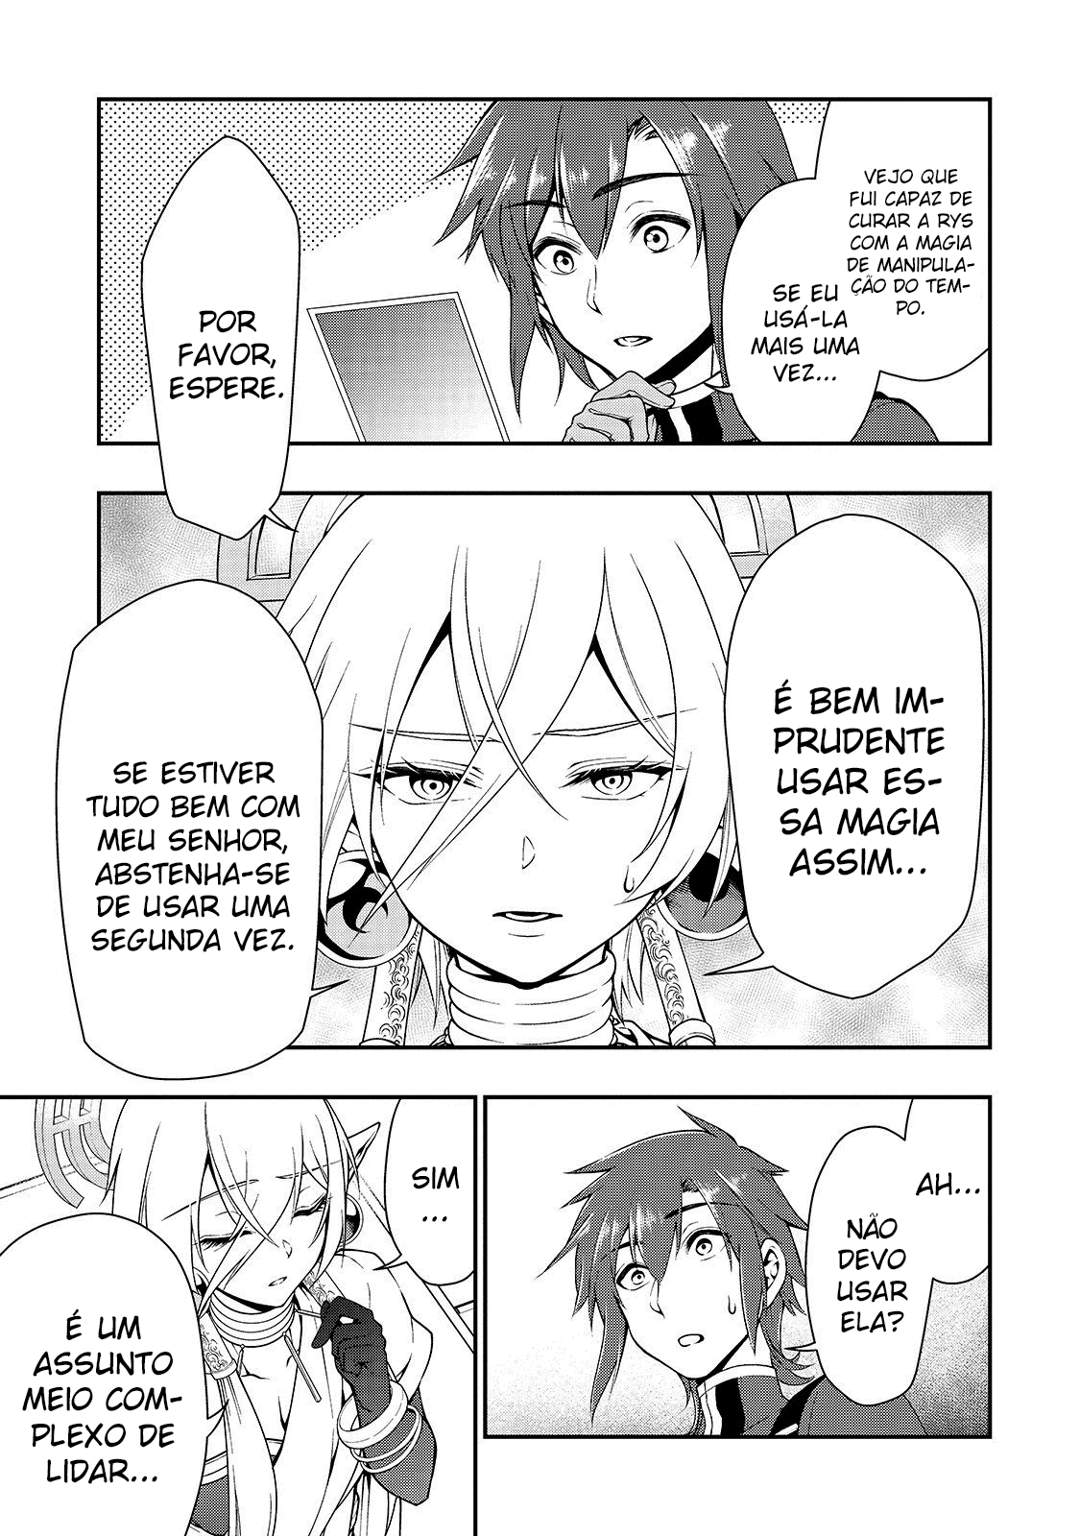 VEJO QUE
FUI CAPAZ DE
CURAR A RYS
COM A MAGIA
DE MANIPULA-
ÇÃO DO TEM-
PO.
SE EU
USÁ-LA
MAIS UMA
VEZ...
POR
FAVOR,
ESPERE.
É BEM IM-
PRUDENTE
USAR ES-
SA MAGIA
ASSIM...
SE ESTIVER
TUDO BEM COM
MEU SENHOR,
ABSTENHA-SE
DE USAR UMA
SEGUNDA VEZ.
AH...
NÃO
DEVO
USAR
ELA?
SIM
...
É UM
ASSUNTO
MEIO COM-
PLEXO DE
LIDAR...